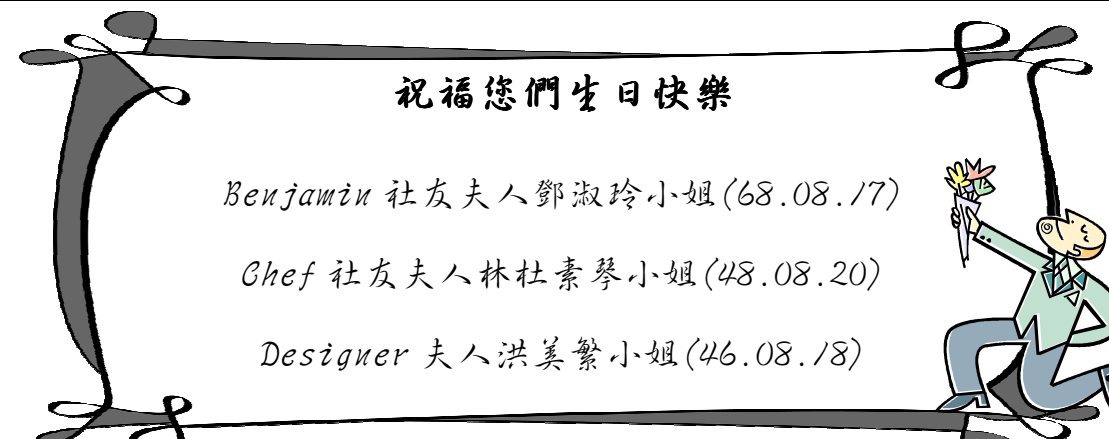 祝福您們生日快樂
Benjamin 社友夫人鄧淑玲小姐(68.08.17)
Chef 社友夫人林杜素琴小姐(48.08.20)
Designer 夫人洪美繁小姐(46.08.18)